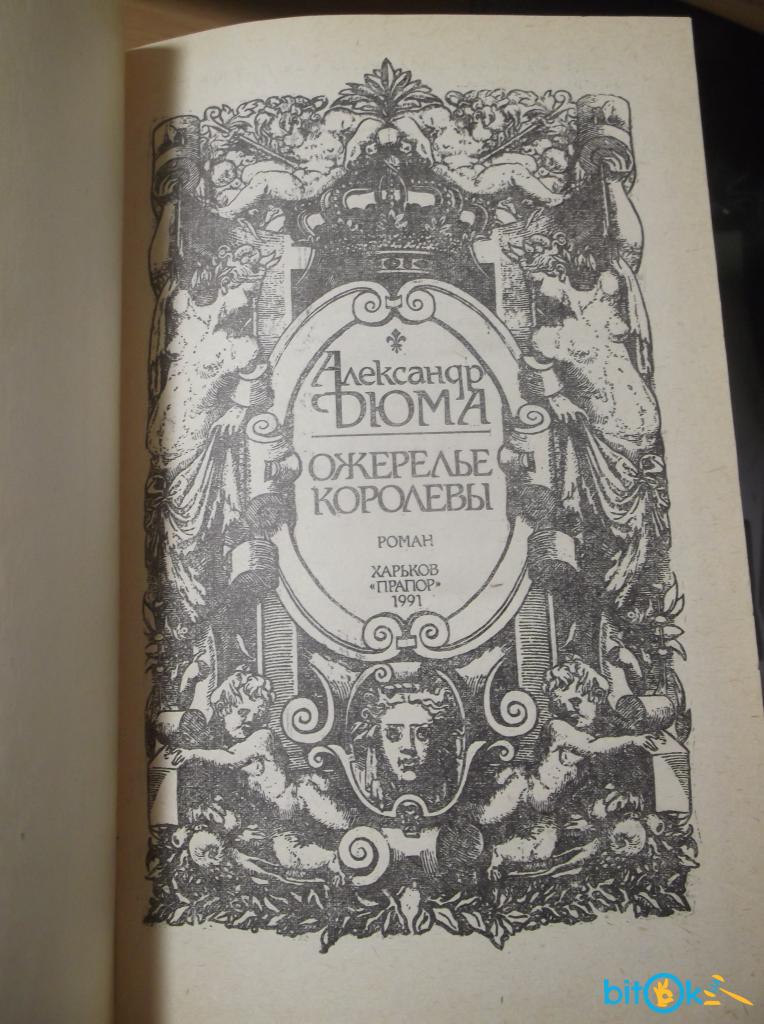 Александр
ДЮМА
ОЖЕРЕЛЬЕ
КОРОЛЕВЫ
РОМАН
ХАРЬКОВ
«ПРАПОР»
1991
bitOk